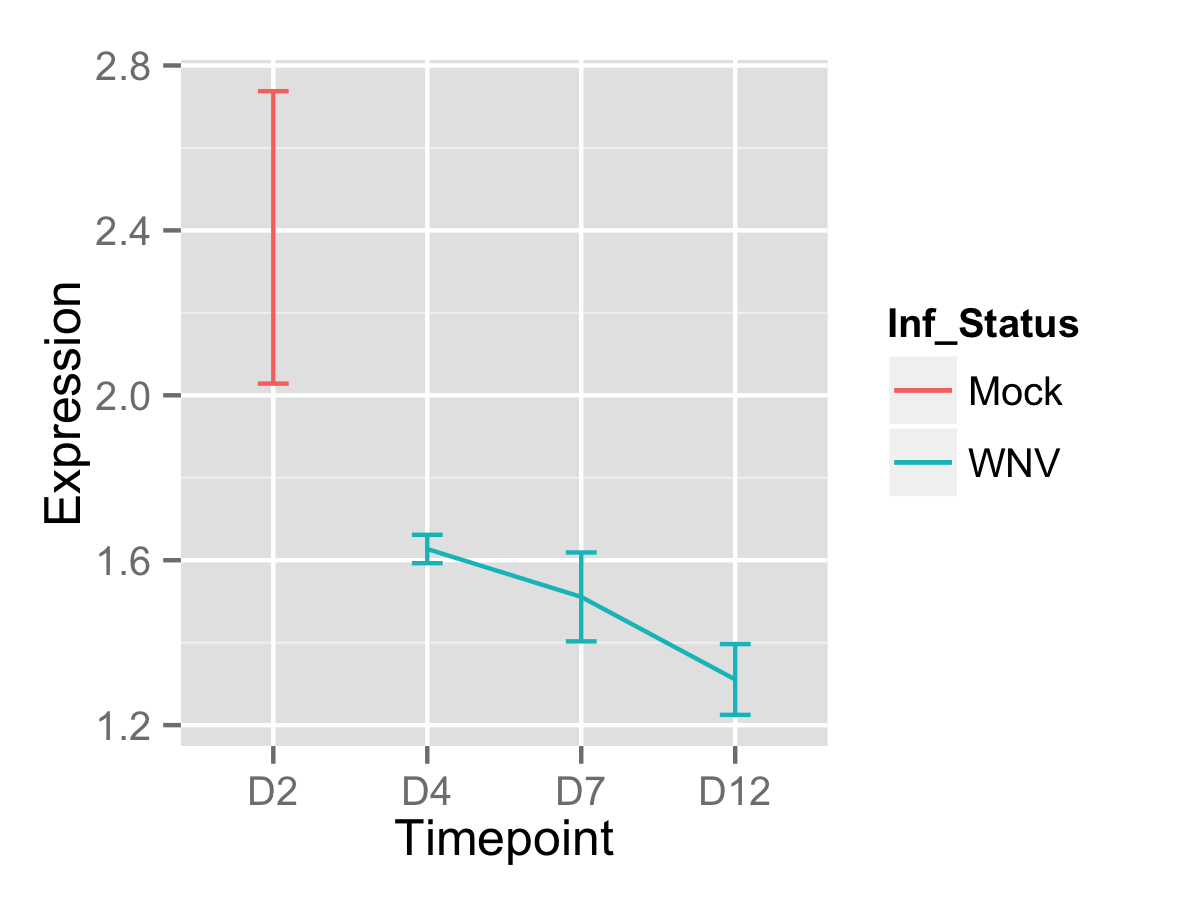 2.8
2.4
2.0
1.6
1.2
Expression
D2 D4 D7 D12
Timepoint
Inf_Status
Mock
WNV